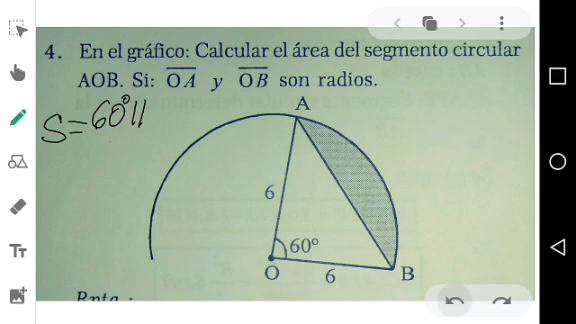 4. En el gráfico: Calcular el área del segmento circular
AOB. Si: OA y OB son radios.
S=60°11
A
6
60°
O
6
B
TT